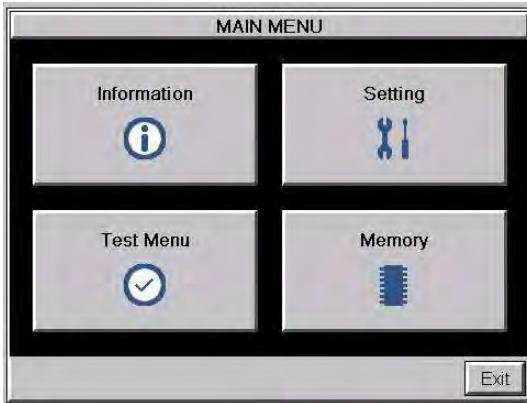 MAIN MENU
Information
Setting
Test Menu
Memory
Exit